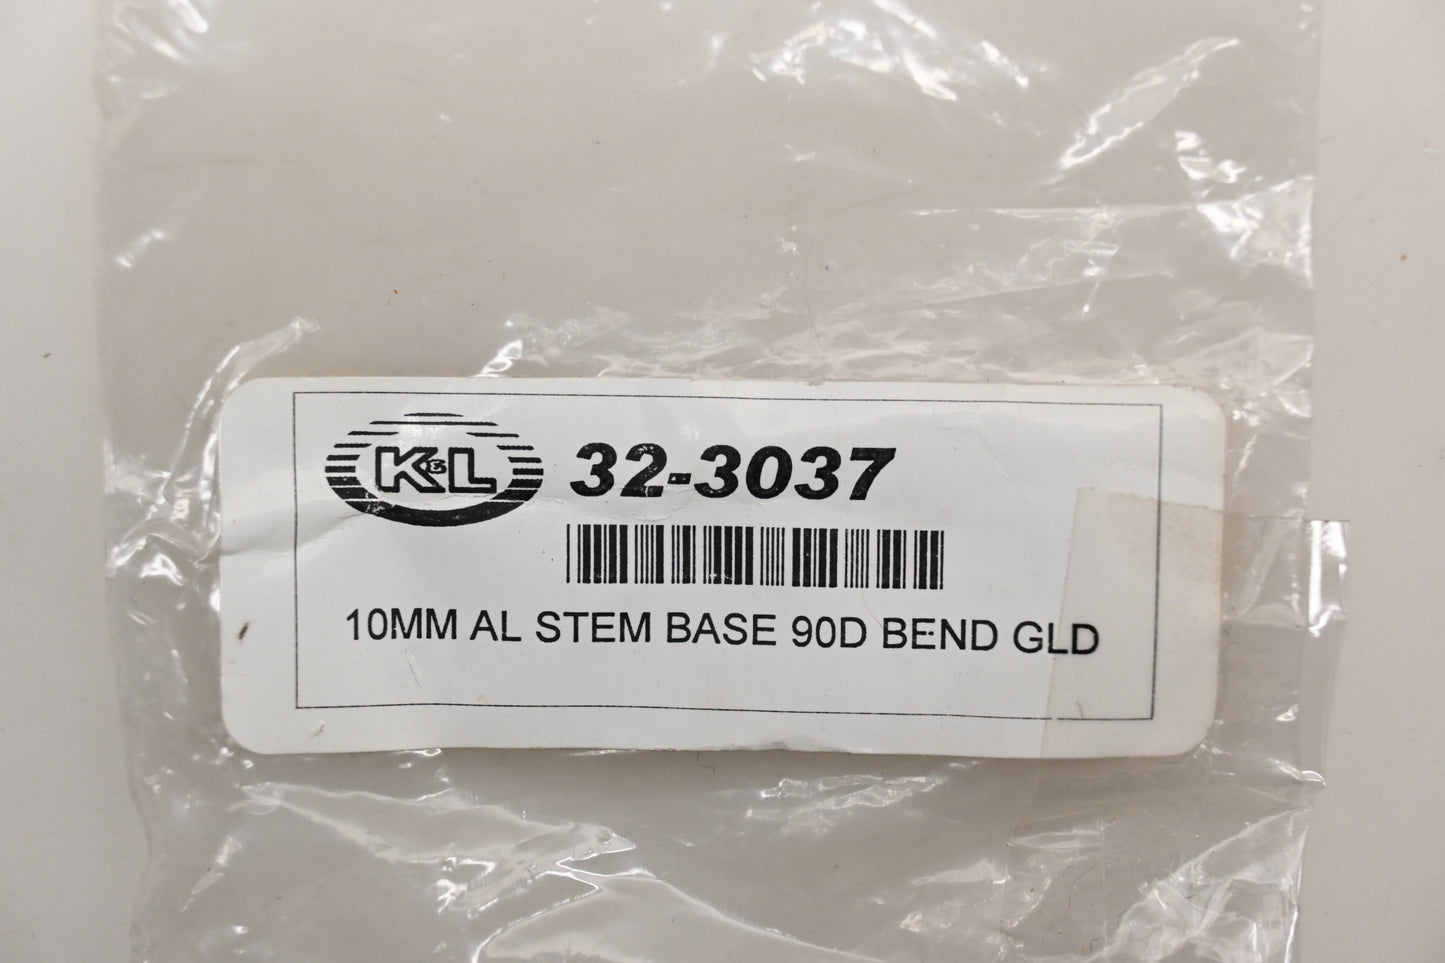 K&L 32-3037
10MM AL STEM BASE 90D BEND GLD